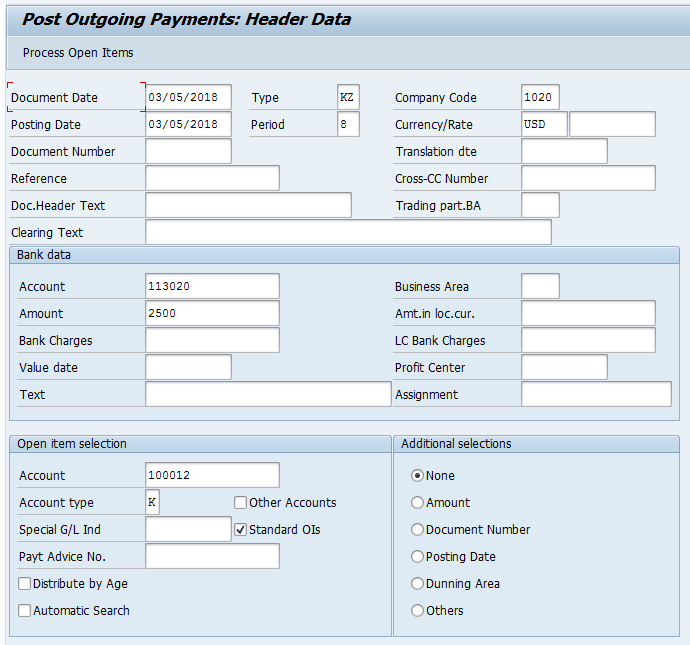 Post Outgoing Payments: Header Data
Process Open Items
Document Date 03/05/2018 Type KZ Company Code 1020
Posting Date 03/05/2018 Period 8 Currency/Rate USD
Document Number Translation dte
Reference Cross-CC Number
Doc.Header Text Trading part.BA
Clearing Text
Bank data
Account 113020 Business Area
Amount 2500 Amt.in loc.cur.
Bank Charges LC Bank Charges
Value date Profit Center
Text Assignment
Open item selection
Account 100012
Account type K Other Accounts
Special G/L Ind Standard OIs
Payt Advice No.
Distribute by Age
Automatic Search
Additional selections
None
Amount
Document Number
Posting Date
Dunning Area
Others